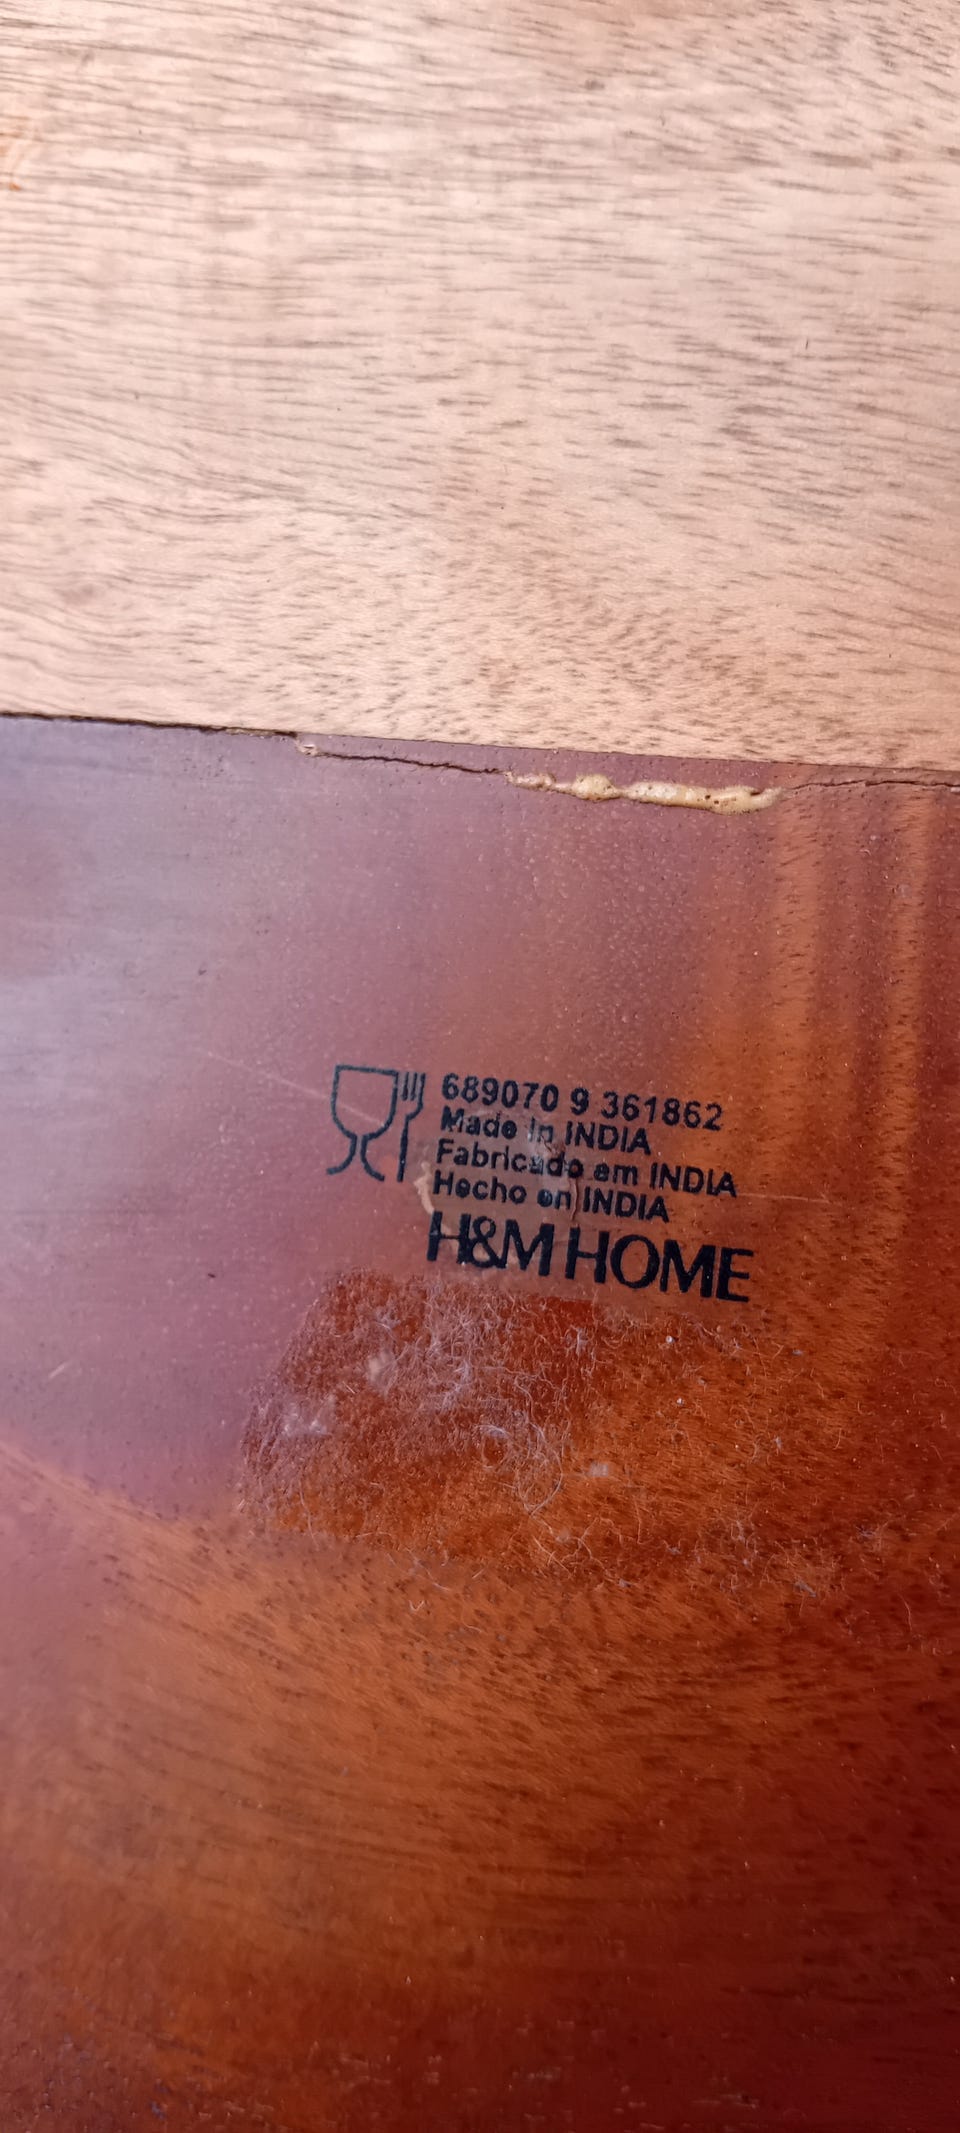 689070 9 361862
Made in INDIA
Fabricado em INDIA
Hecho en INDIA
H&M HOME